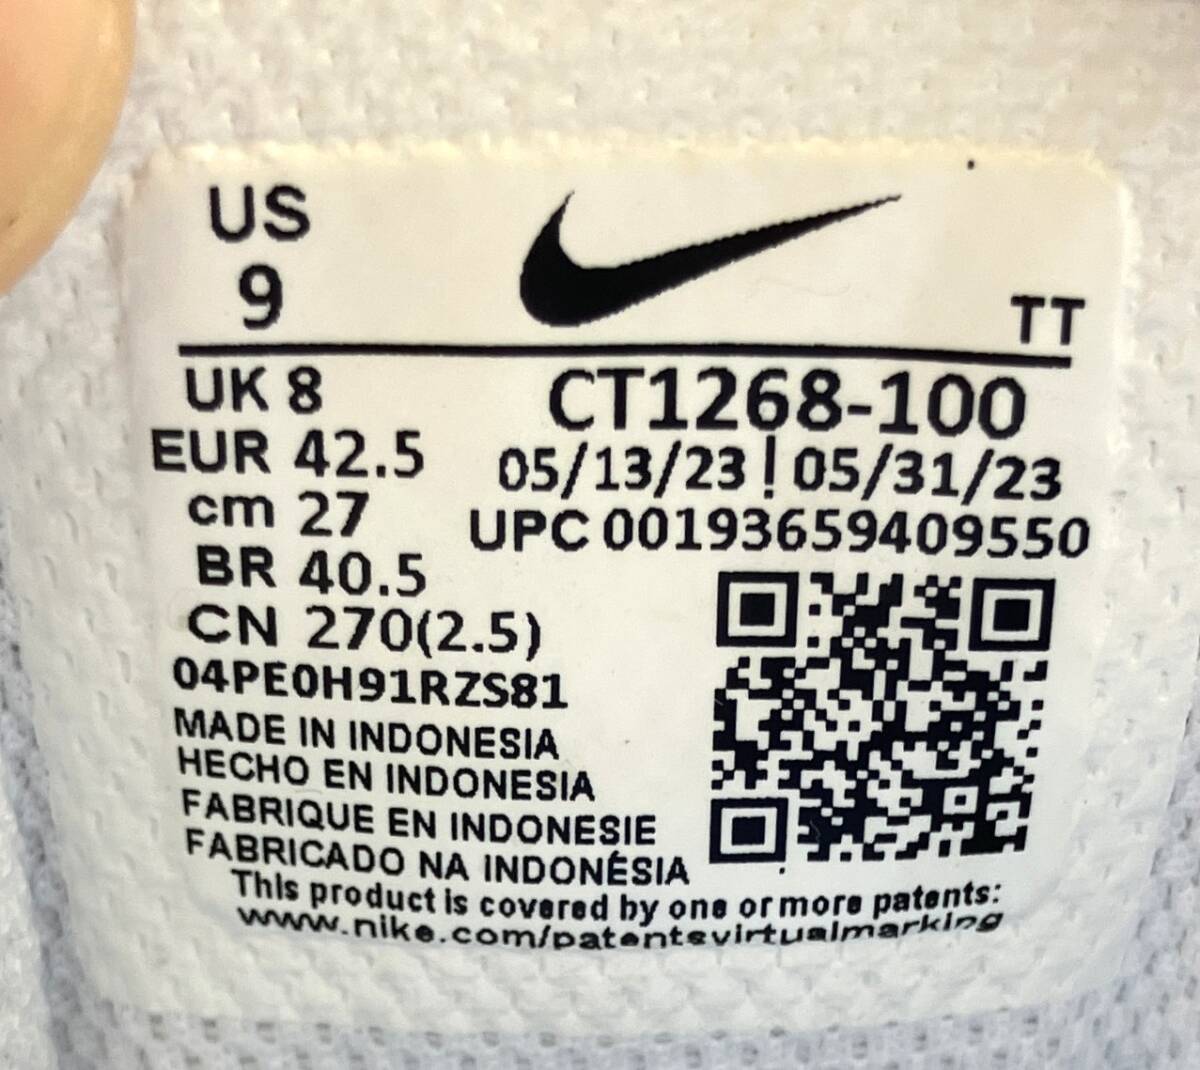 US
9
TT
UK 8
EUR 42.5
cm 27
BR 40.5
CN 270(2.5)
CT1268-100
05/13/23 ¦ 05/31/23
UPC 00193659409550
04PE0H91RZS81
MADE IN INDONESIA
HECHO EN INDONESIA
FABRIQUE EN INDONESIE
FABRICADO NA INDONÉSIA
This product is covered by one or more patents:
www.nike.com/patentsvirtualmarking